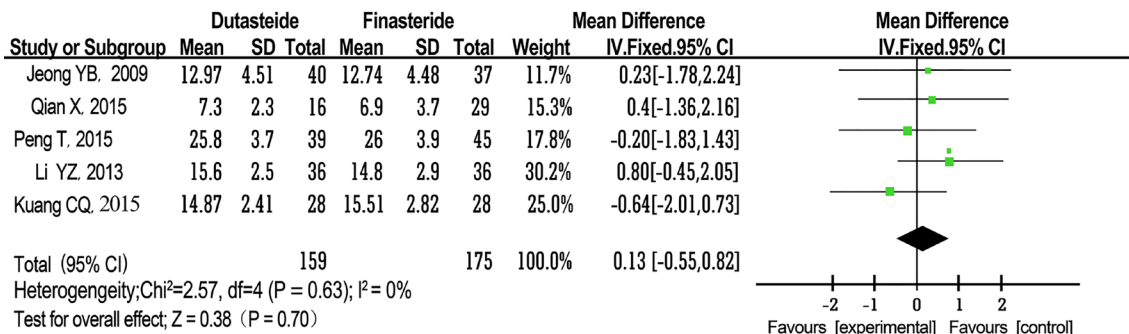 Dutasteide Finasteride Mean Difference Mean Difference
Study or Subgroup Mean SD Total Mean SD Total Weight IV.Fixed.95% CI IV.Fixed.95% CI
Jeong YB, 2009 12.97 4.51 40 12.74 4.48 37 11.7% 0.23[-1.78,2.24]
Qian X, 2015 7.3 2.3 16 6.9 3.7 29 15.3% 0.4[-1.36,2.16]
Peng T, 2015 25.8 3.7 39 26 3.9 45 17.8% -0.20[-1.83,1.43]
Li YZ, 2013 15.6 2.5 36 14.8 2.9 36 30.2% 0.80[-0.45,2.05]
Kuang CQ, 2015 14.87 2.41 28 15.51 2.82 28 25.0% -0.64[-2.01,0.73]
Total (95% CI) 159 175 100.0% 0.13 [-0.55,0.82]
Heterogengeity;Chi²=2.57, df=4 (P = 0.63); I² = 0%
Test for overall effect; Z = 0.38 (P = 0.70)
-2 -1 0 1 2
Favours [experimental] Favours [control]